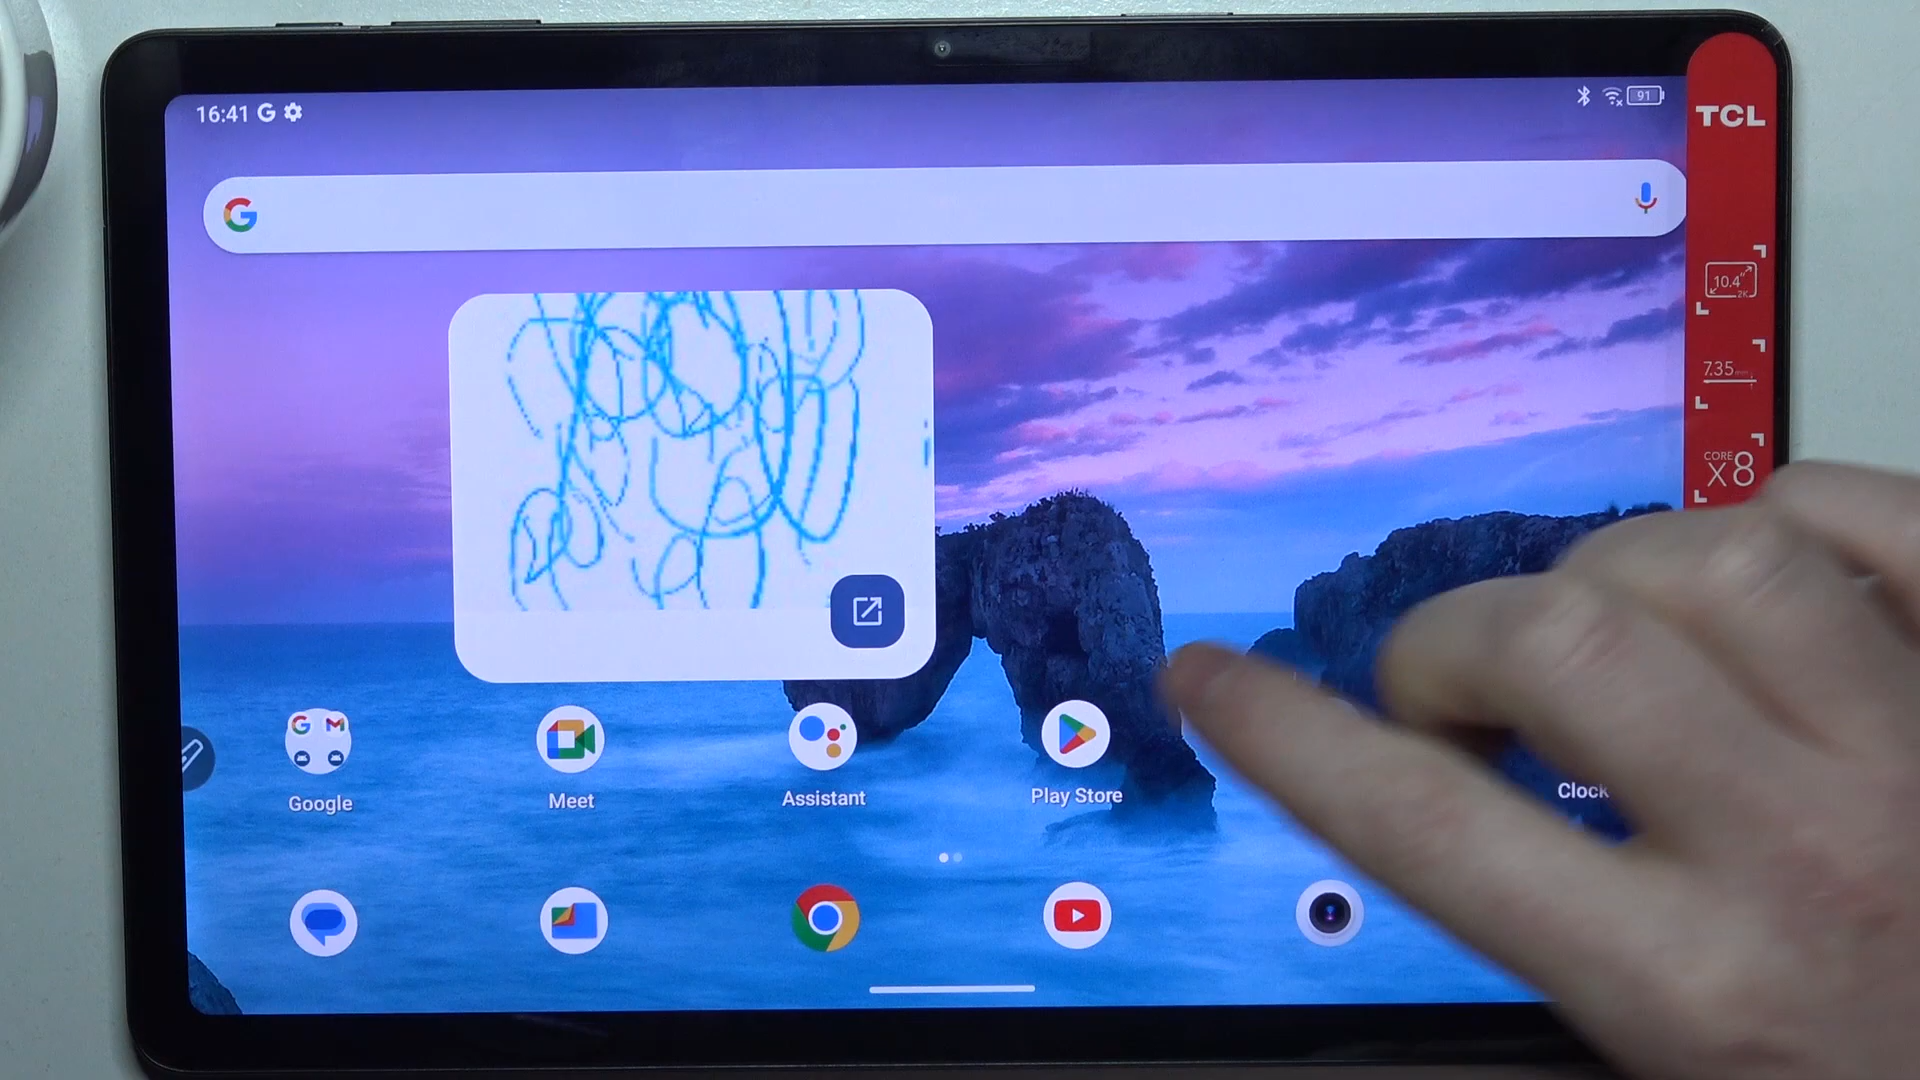 16:41
91
TCL
10.4"
2K
7.35
CORE
X8
Google
Meet
Assistant
Play Store
Clock